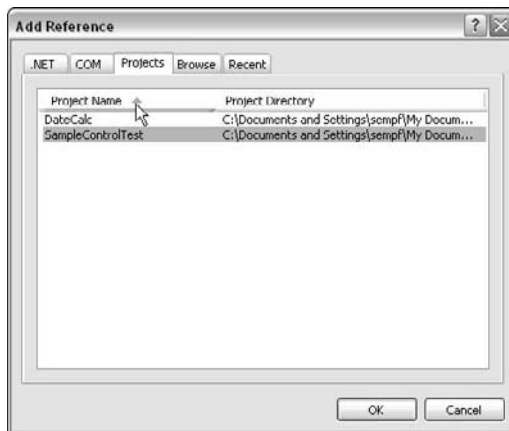 Add Reference
.NET COM Projects Browse Recent
Project Name Project Directory
DateCalc C:\Documents and Settings\sempf\My Docum...
SampleControlTest C:\Documents and Settings\sempf\My Docum...
OK Cancel